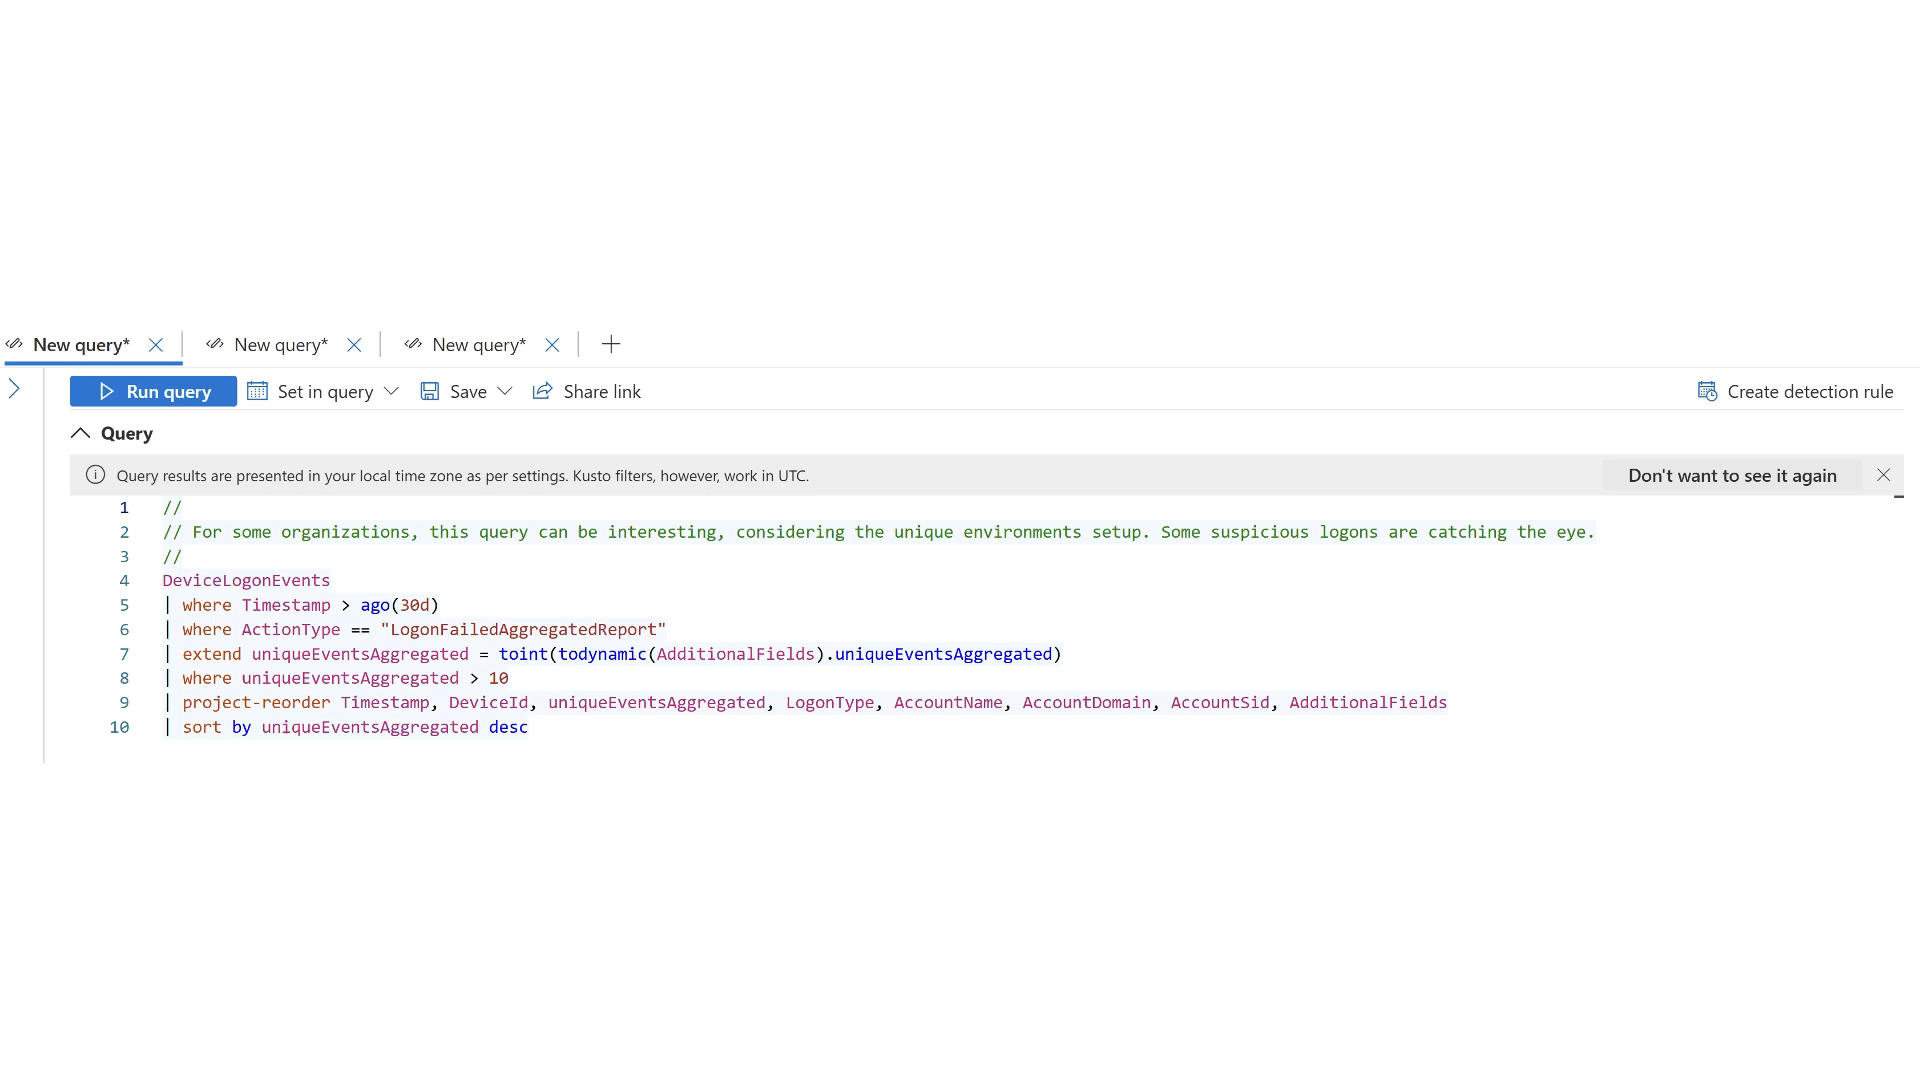 New query* New query* New query*
Run query Set in query Save Share link Create detection rule
Query
Query results are presented in your local time zone as per settings. Kusto filters, however, work in UTC. Don't want to see it again
1 //
2 // For some organizations, this query can be interesting, considering the unique environments setup. Some suspicious logons are catching the eye.
3 //
4 DeviceLogonEvents
5 | where Timestamp > ago(30d)
6 | where ActionType == "LogonFailedAggregatedReport"
7 | extend uniqueEventsAggregated = toint(todynamic(AdditionalFields).uniqueEventsAggregated)
8 | where uniqueEventsAggregated > 10
9 | project-reorder Timestamp, DeviceId, uniqueEventsAggregated, LogonType, AccountName, AccountDomain, AccountSid, AdditionalFields
10 | sort by uniqueEventsAggregated desc